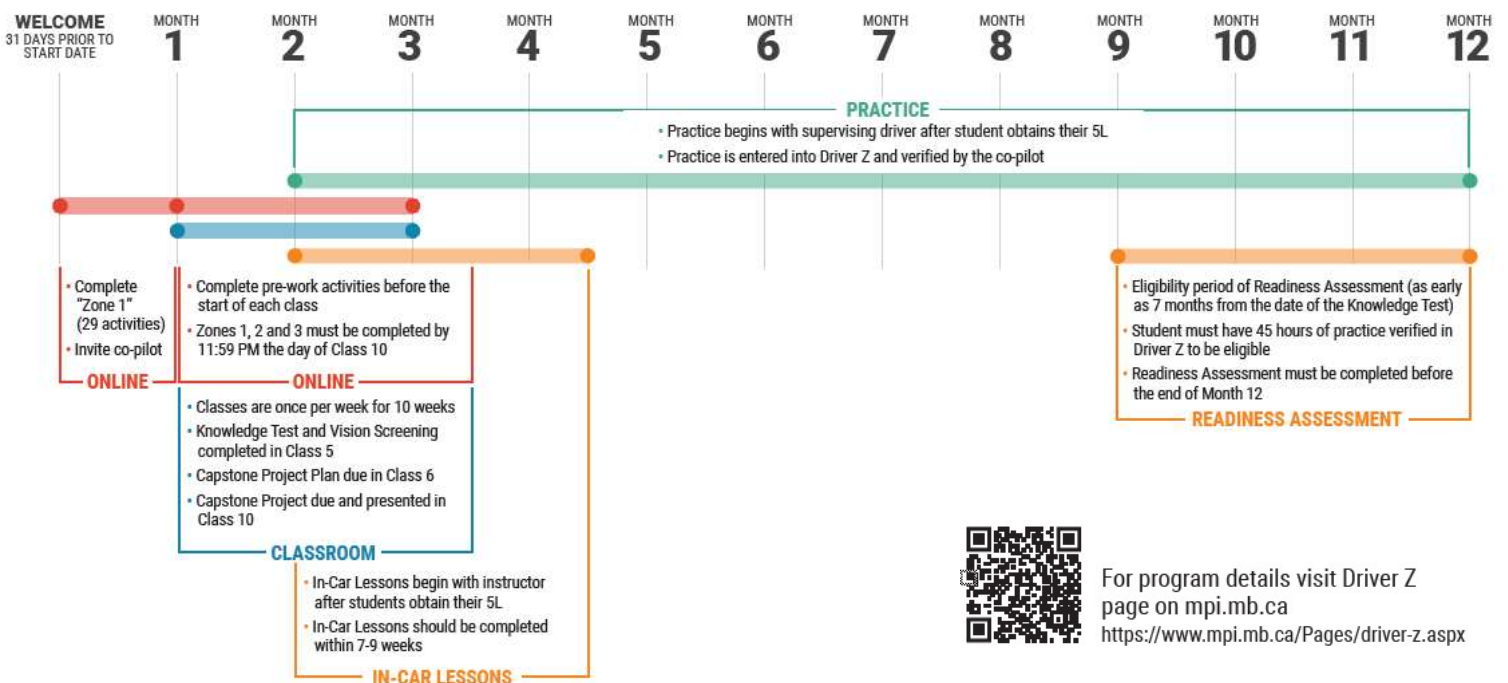 WELCOME
31 DAYS PRIOR TO
START DATE
MONTH
1
MONTH
2
MONTH
3
MONTH
4
MONTH
5
MONTH
6
MONTH
7
MONTH
8
MONTH
9
MONTH
10
MONTH
11
MONTH
12
PRACTICE
• Practice begins with supervising driver after student obtains their 5L
• Practice is entered into Driver Z and verified by the co-pilot
• Complete
"Zone 1"
(29 activities)
• Invite co-pilot
ONLINE
• Complete pre-work activities before the
start of each class
• Zones 1, 2 and 3 must be completed by
11:59 PM the day of Class 10
ONLINE
• Classes are once per week for 10 weeks
• Knowledge Test and Vision Screening
completed in Class 5
• Capstone Project Plan due in Class 6
• Capstone Project due and presented in
Class 10
CLASSROOM
• In-Car Lessons begin with instructor
after students obtain their 5L
• In-Car Lessons should be completed
within 7-9 weeks
IN-CAR LESSONS
• Eligibility period of Readiness Assessment (as early
as 7 months from the date of the Knowledge Test)
• Student must have 45 hours of practice verified in
Driver Z to be eligible
• Readiness Assessment must be completed before
the end of Month 12
READINESS ASSESSMENT
For program details visit Driver Z
page on mpi.mb.ca
https://www.mpi.mb.ca/Pages/driver-z.aspx